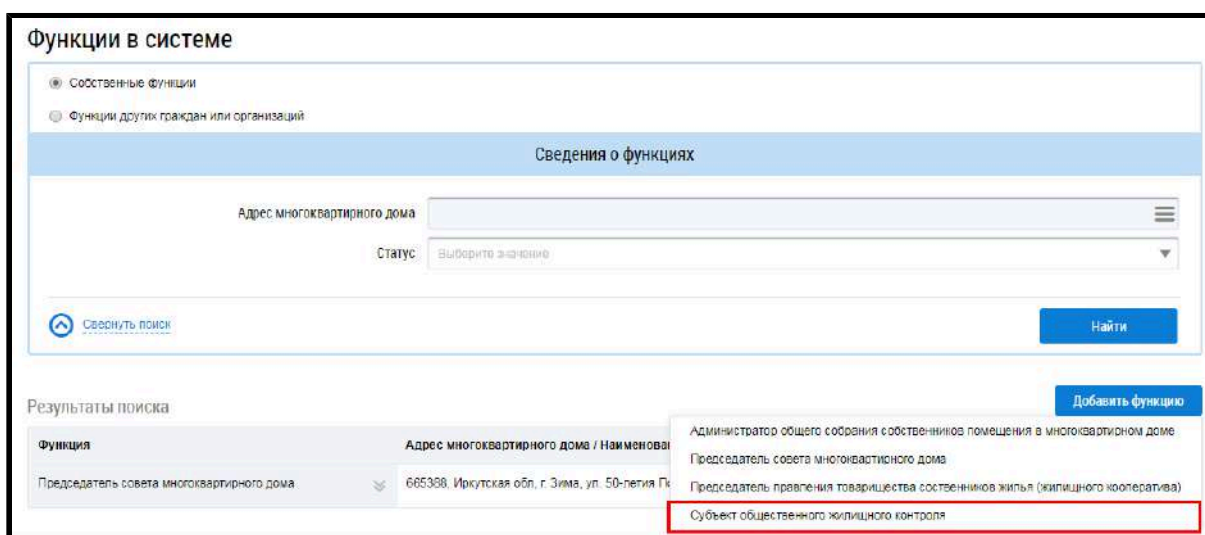 Функции в системе
Собственные функции
Функции других граждан или организаций
Сведения о функциях
Адрес многоквартирного дома
Статус
Выберите значение
Свернуть поиск
Найти
Результаты поиска
Добавить функцию
Функция
Адрес многоквартирного дома / Наименован
Председатель совета многоквартирного дома
665388, Иркутская обл, г. Зима, ул. 50-летия По
Администратор общего собрания собственников помещения в многоквартирном доме
Председатель совета многоквартирного дома
Председатель правления товарищества состтвенников жилья (жилищного кооператива)
Субъект общественного жилищного контроля